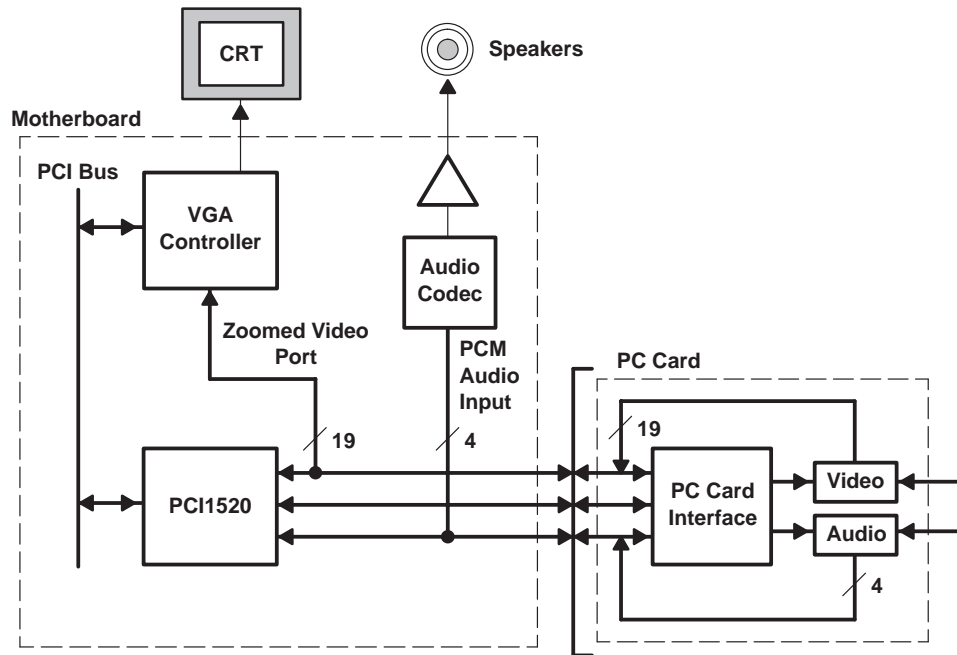 CRT
Speakers
Motherboard
PCI Bus
VGA
Controller
Audio
Codec
Zoomed Video
Port
PCM
Audio
Input
PC Card
19
4
19
PCI1520
PC Card
Interface
Video
Audio
4